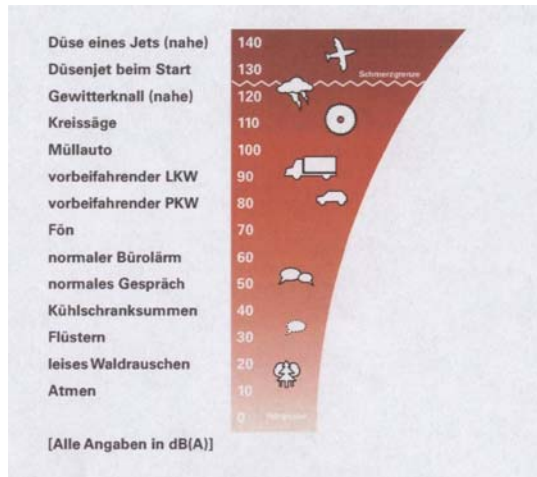 Düse eines Jets (nahe) 140
Düsenjet beim Start 130
Schmerzgrenze
Gewitterknall (nahe) 120
Kreissäge 110
Müllauto 100
vorbeifahrender LKW 90
vorbeifahrender PKW 80
Fön 70
normaler Bürolärm 60
normales Gespräch 50
Kühlschranksummen 40
Flüstern 30
leises Waldrauschen 20
Atmen 10
0
[Alle Angaben in dB(A)]